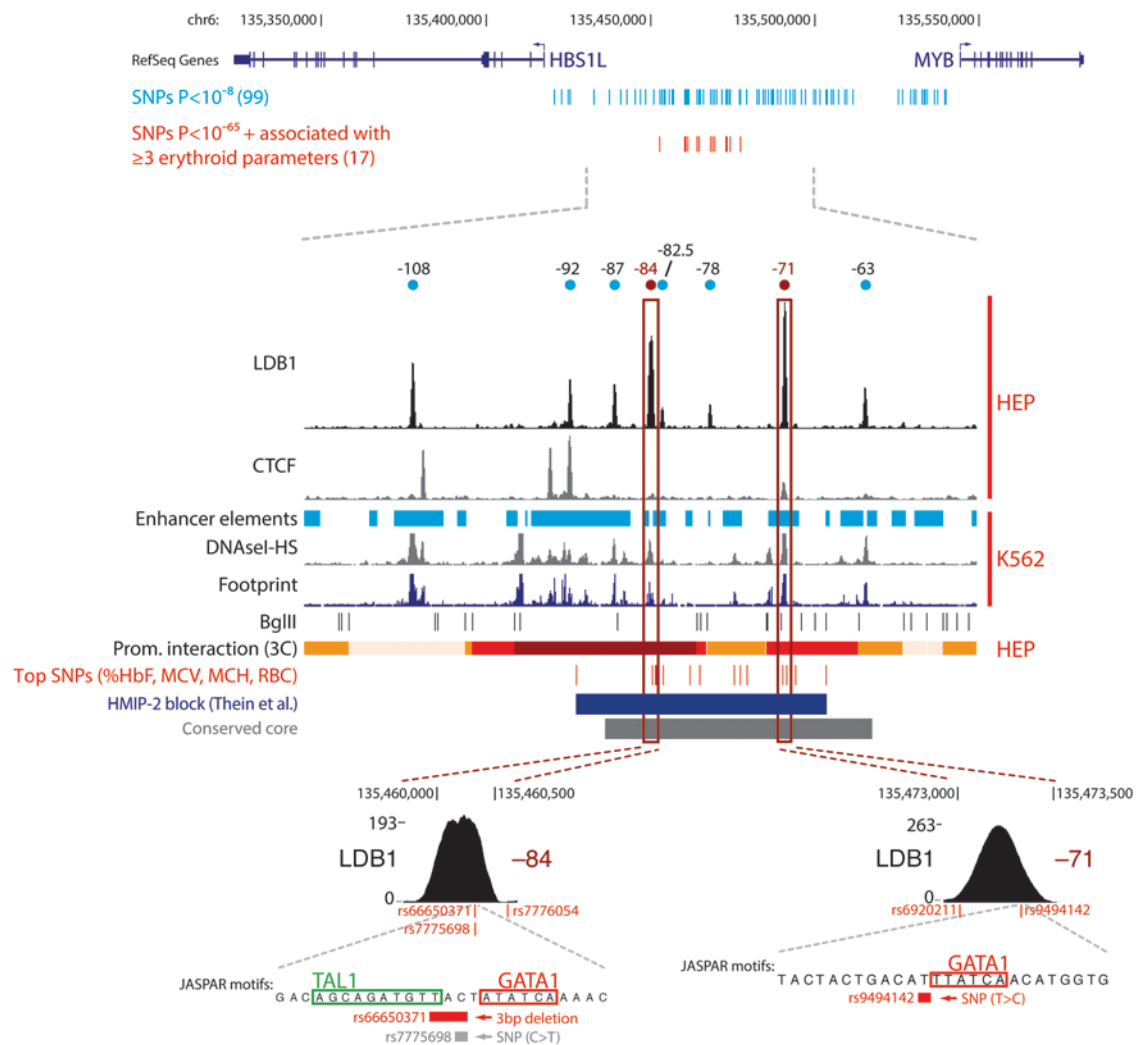 chr6: 135,350,000| 135,400,000| 135,450,000| 135,500,000| 135,550,000|
RefSeq Genes HBS1L MYB
SNPs P<10⁻⁸ (99)
SNPs P<10⁻⁶⁵ + associated with
≥3 erythroid parameters (17)
-82.5
-108 -92 -87 -84 / -78 -71 -63
LDB1
HEP
CTCF
Enhancer elements
DNAseI-HS
K562
Footprint
BglII
Prom. interaction (3C) HEP
Top SNPs (%HbF, MCV, MCH, RBC)
HMIP-2 block (Thein et al.)
Conserved core
135,460,000| |135,460,500 135,473,000| |135,473,500
193- 263-
LDB1 –84 LDB1 –71
0 0
rs66650371 rs7776054 rs6920211 rs9494142
rs7775698
JASPAR motifs: TAL1 GATA1 JASPAR motifs: GATA1
GACAGCAGATGTTACTATATCAAAAC TACTACTGACATTTATCAACATGGTG
rs66650371 3bp deletion rs9494142 SNP (T>C)
rs7775698 SNP (C>T)